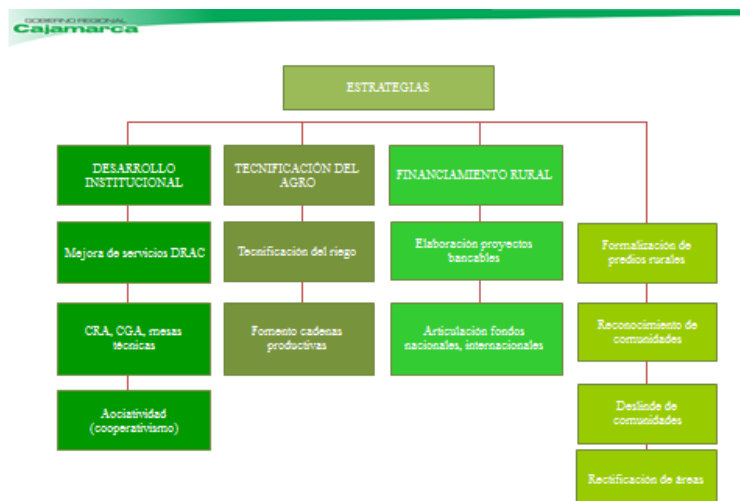 GOBIERNO REGIONAL
Cajamarca
ESTRATEGIAS
DESARROLLO
INSTITUCIONAL
Mejora de servicios DRAC
CRA, CGA, mesas
técnicas
Aociatividad
(cooperativismo)
TECNIFICACIÓN DEL
AGRO
Tecnificación del riego
Fomento cadenas
productivas
FINANCIAMIENTO RURAL
Elaboración proyectos
bancables
Articulación fondos
nacionales, internacionales
Formalización de
predios rurales
Reconocimiento de
comunidades
Deslinde de
comunidades
Rectificación de áreas